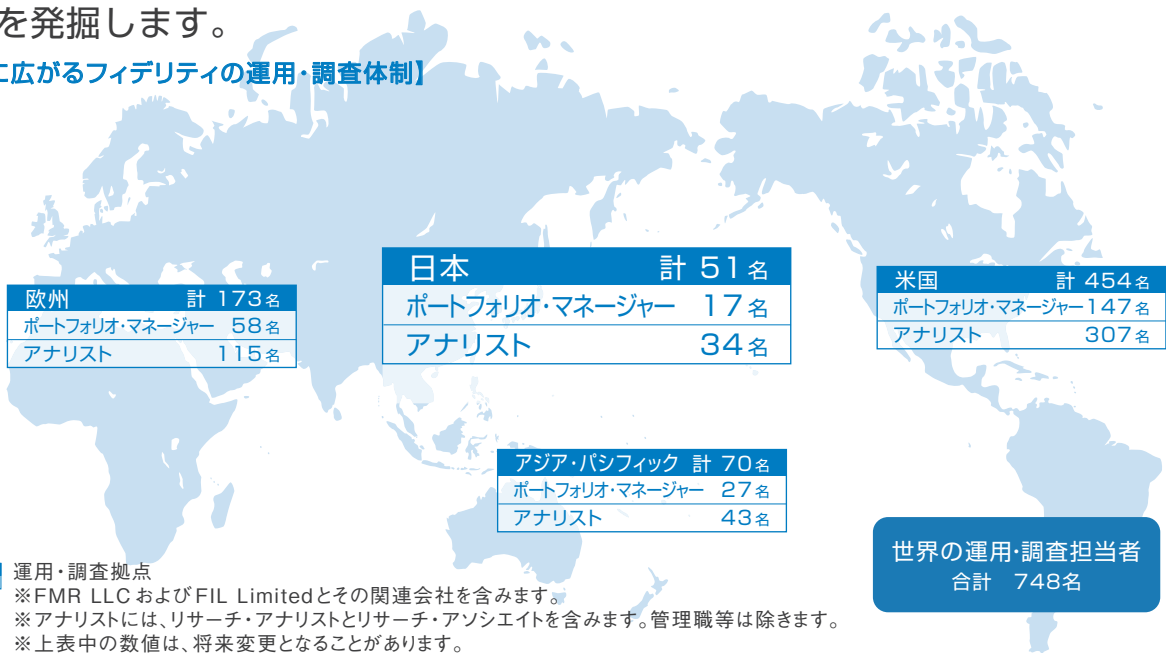 を発掘します。
に広がるフィデリティの運用・調査体制】
欧州 計 173名
ポートフォリオ・マネージャー 58名
アナリスト 115名
日本 計 51名
ポートフォリオ・マネージャー 17名
アナリスト 34名
米国 計 454名
ポートフォリオ・マネージャー 147名
アナリスト 307名
アジア・パシフィック 計 70名
ポートフォリオ・マネージャー 27名
アナリスト 43名
世界の運用・調査担当者
合計 748名
運用・調査拠点
※FMR LLC およびFIL Limitedとその関連会社を含みます。
※アナリストには、リサーチ・アナリストとリサーチ・アソシエイトを含みます。管理職等は除きます。
※上表中の数値は、将来変更となることがあります。